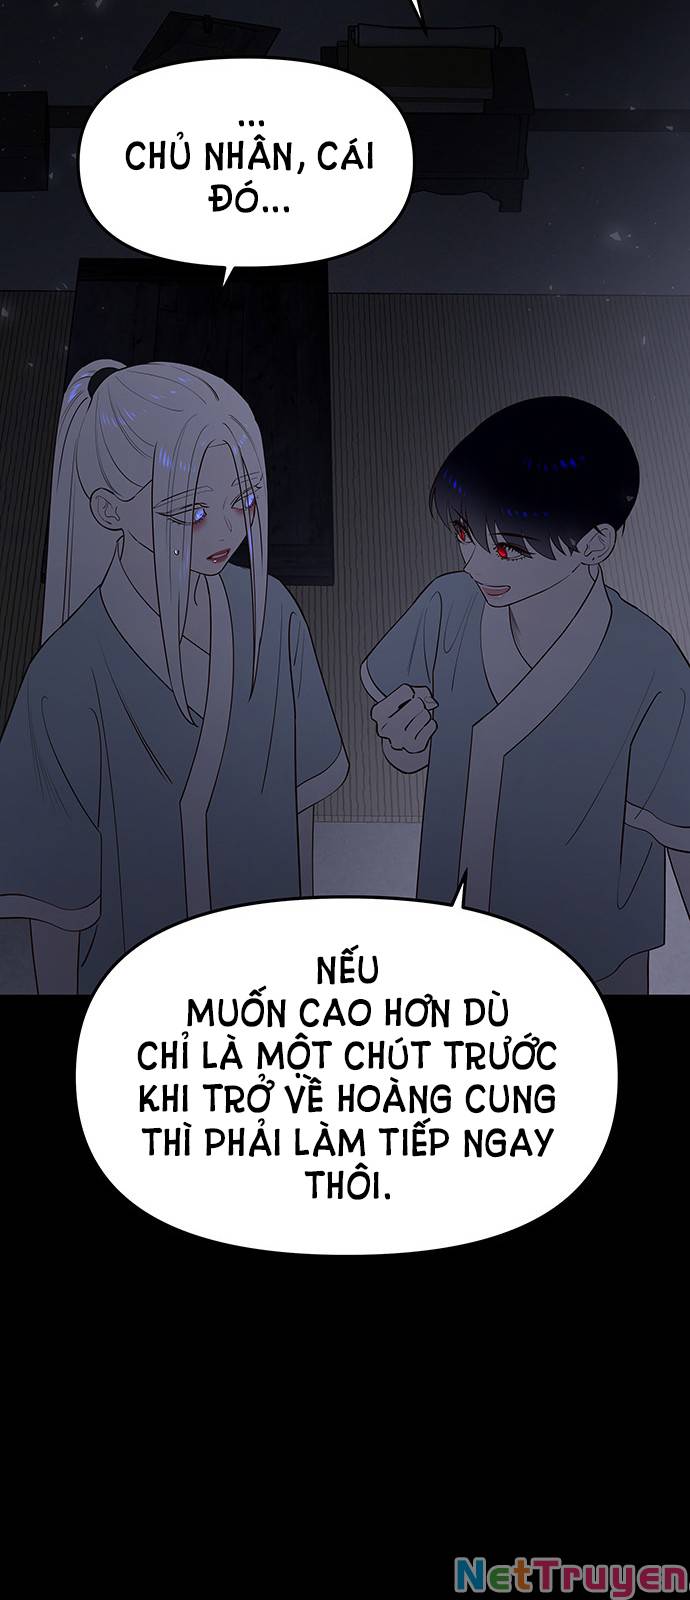 ...
CHỦ NHÂN, CÁI
ĐÓ...
NẾU
MUỐN CAO HƠN DÙ
CHỈ LÀ MỘT CHÚT TRƯỚC
KHI TRỞ VỀ HOÀNG CUNG
THÌ PHẢI LÀM TIẾP NGAY
THÔI.
NetTruyen